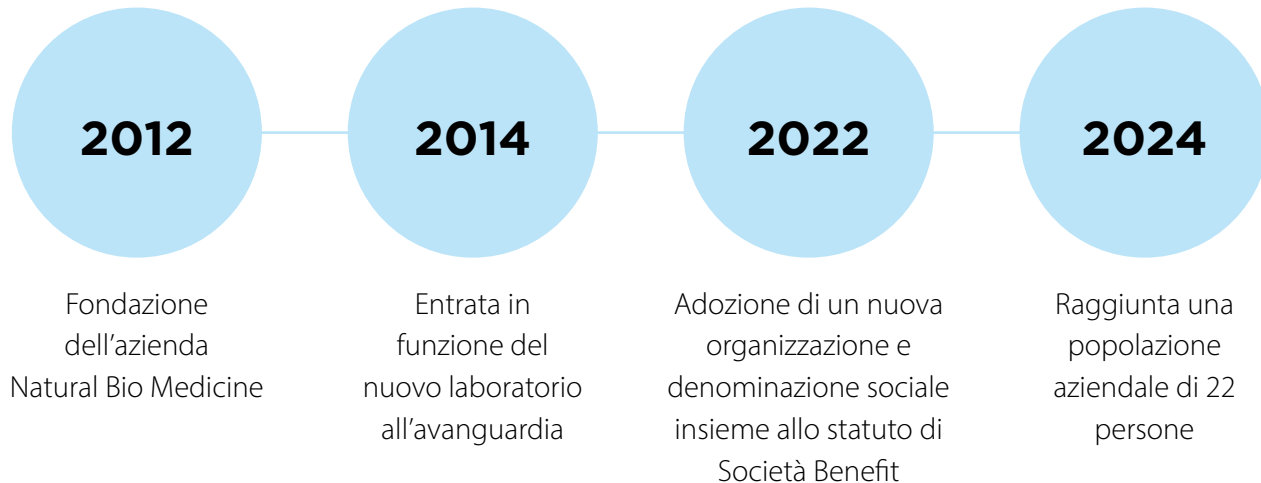 2012
Fondazione
dell’azienda
Natural Bio Medicine
2014
Entrata in
funzione del
nuovo laboratorio
all’avanguardia
2022
Adozione di un nuova
organizzazione e
denominazione sociale
insieme allo statuto di
Società Benefit
2024
Raggiunta una
popolazione
aziendale di 22
persone